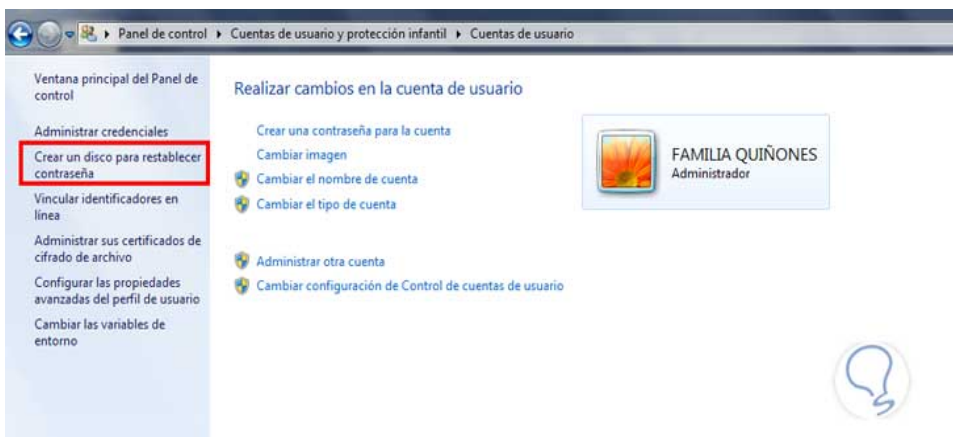 Panel de control Cuentas de usuario y protección infantil Cuentas de usuario
Ventana principal del Panel de
control
Administrar credenciales
Crear un disco para restablecer
contraseña
Vincular identificadores en
línea
Administrar sus certificados de
cifrado de archivo
Configurar las propiedades
avanzadas del perfil de usuario
Cambiar las variables de
entorno
Realizar cambios en la cuenta de usuario
Crear una contraseña para la cuenta
Cambiar imagen
Cambiar el nombre de cuenta
Cambiar el tipo de cuenta
Administrar otra cuenta
Cambiar configuración de Control de cuentas de usuario
FAMILIA QUIÑONES
Administrador